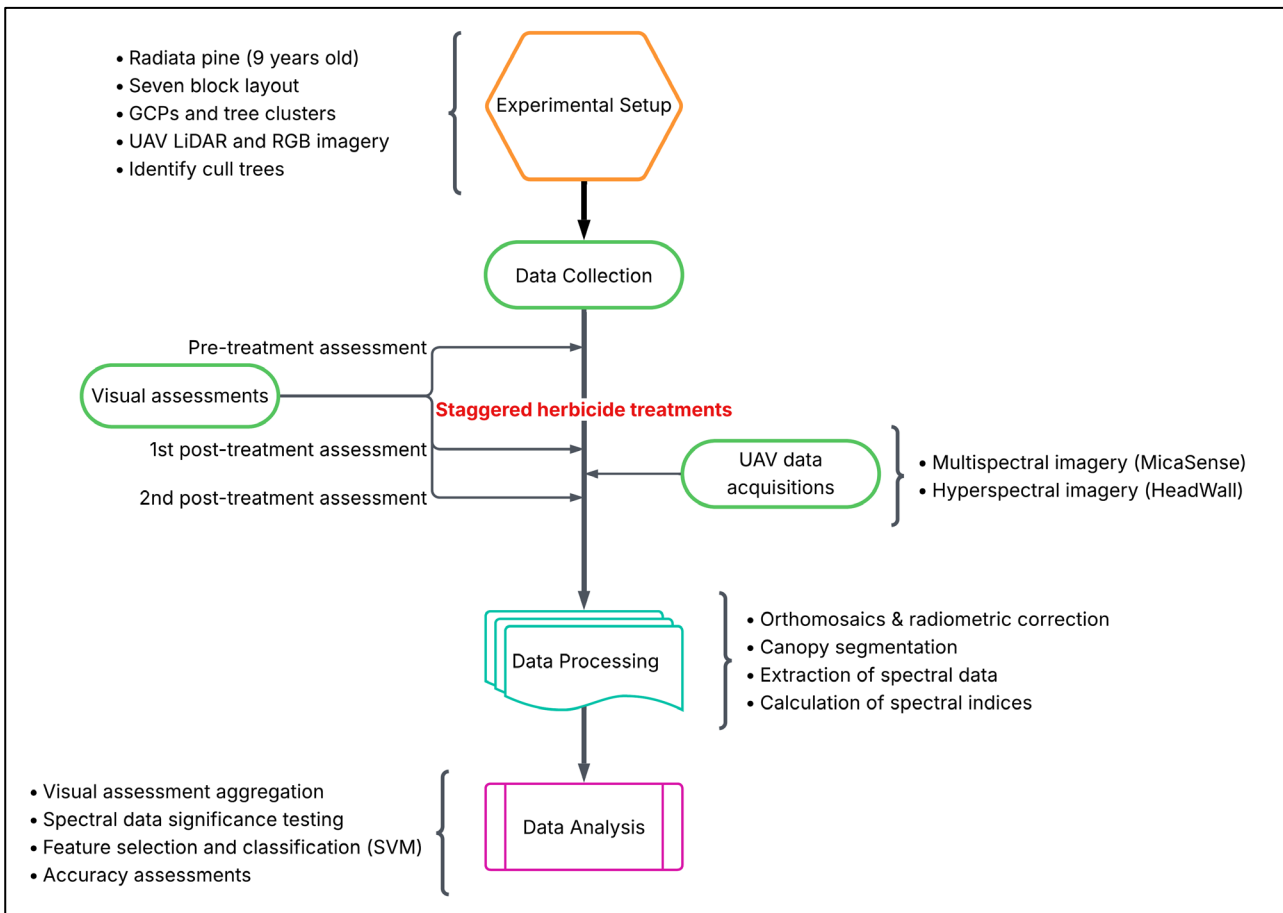 • Radiata pine (9 years old)
• Seven block layout
• GCPs and tree clusters
• UAV LiDAR and RGB imagery
• Identify cull trees
Experimental Setup
Data Collection
Pre-treatment assessment
Visual assessments
Staggered herbicide treatments
1st post-treatment assessment
2nd post-treatment assessment
UAV data
acquisitions
• Multispectral imagery (MicaSense)
• Hyperspectral imagery (HeadWall)
Data Processing
• Orthomosaics & radiometric correction
• Canopy segmentation
• Extraction of spectral data
• Calculation of spectral indices
• Visual assessment aggregation
• Spectral data significance testing
• Feature selection and classification (SVM)
• Accuracy assessments
Data Analysis